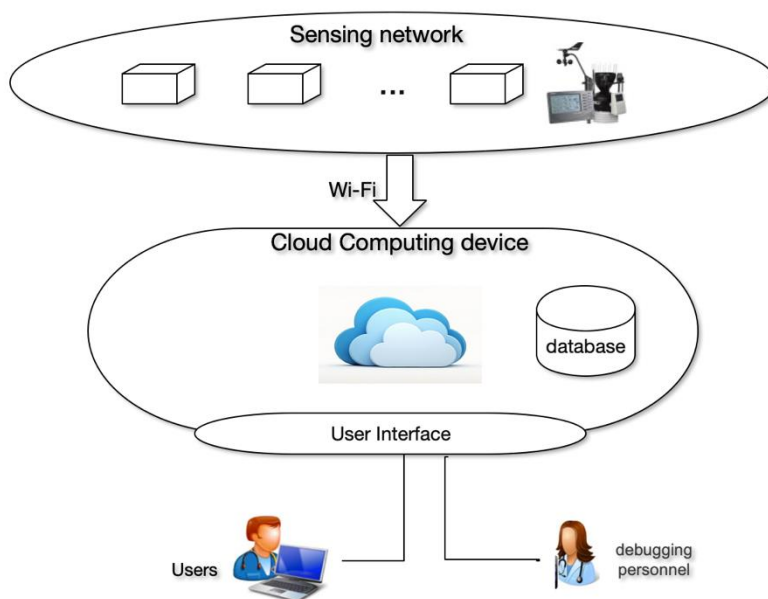 Sensing network
...
Wi-Fi
Cloud Computing device
database
User Interface
Users
debugging
personnel